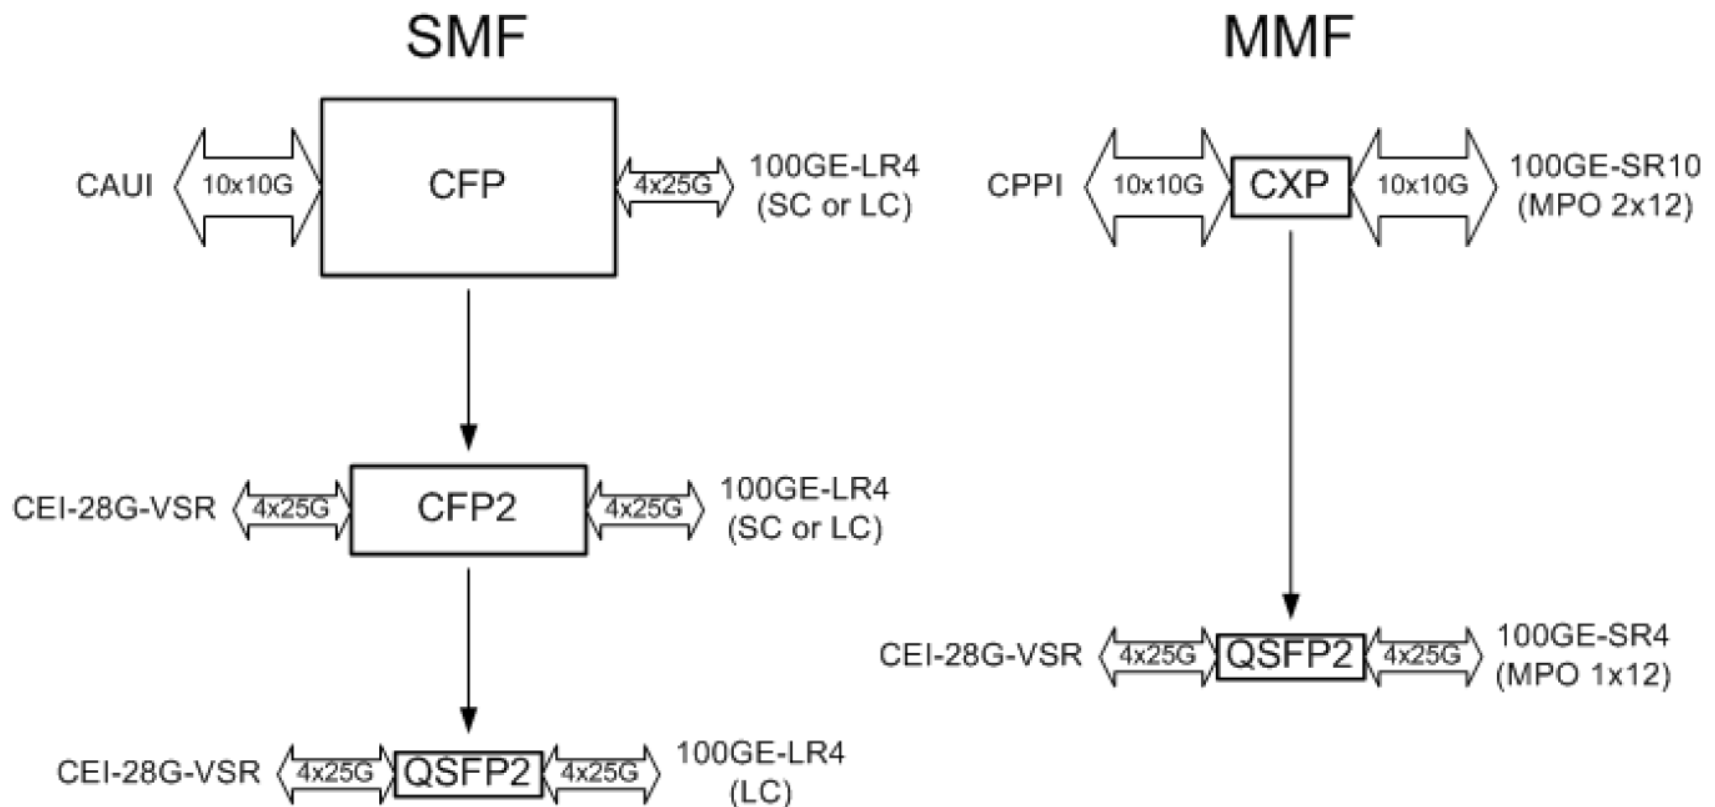 SMF
MMF
CAUI
10x10G
CFP
4x25G
100GE-LR4
(SC or LC)
CPPI
10x10G
CXP
10x10G
100GE-SR10
(MPO 2x12)
CEI-28G-VSR
4x25G
CFP2
4x25G
100GE-LR4
(SC or LC)
CEI-28G-VSR
4x25G
QSFP2
4x25G
100GE-SR4
(MPO 1x12)
CEI-28G-VSR
4x25G
QSFP2
4x25G
100GE-LR4
(LC)